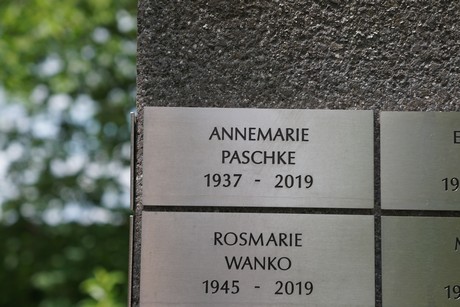 ANNEMARIE
PASCHKE
1937 - 2019
ROSMARIE
WANKO
1945 - 2019